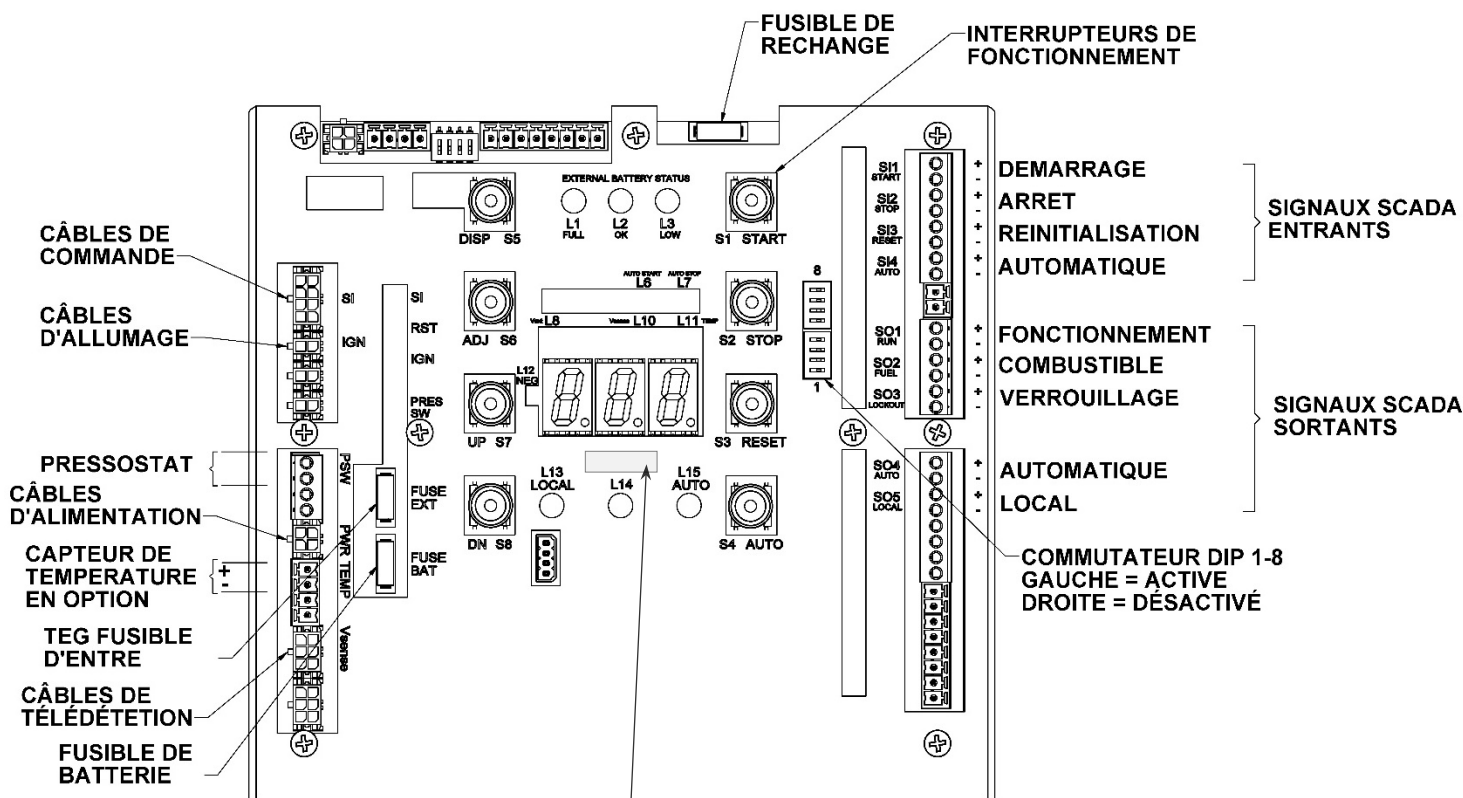 FUSIBLE DE
RECHANGE
INTERRUPTEURS DE
FONCTIONNEMENT
EXTERNAL BATTERY STATUS
L1
FULL
L2
OK
L3
LOW
DISP S5
S1 START
SI1
START
SI2
STOP
SI3
RESET
SI4
AUTO
+
-
+
-
+
-
+
-
DEMARRAGE
ARRET
REINITIALISATION
AUTOMATIQUE
SIGNAUX SCADA
ENTRANTS
CÂBLES DE
COMMANDE
CÂBLES
D'ALLUMAGE
SI
IGN
SI
RST
IGN
PRES
SW
ADJ S6
AUTO START
L6
AUTO STOP
L7
L8
L10
L11 TEMP
L12
NEG
8 8 8
S2 STOP
8
1
SO1
RUN
SO2
FUEL
SO3
LOCKOUT
+
-
+
-
+
-
FONCTIONNEMENT
COMBUSTIBLE
VERROUILLAGE
SIGNAUX SCADA
SORTANTS
UP S7
S3 RESET
PRESSOSTAT
PSW
CÂBLES
D'ALIMENTATION
PWR
CAPTEUR DE
TEMPERATURE
EN OPTION
+
-
TEMP
FUSE
EXT
FUSE
BAT
L13
LOCAL
L14
L15
AUTO
DN S8
S4 AUTO
SO4
AUTO
SO5
LOCAL
+
-
+
-
AUTOMATIQUE
LOCAL
COMMUTATEUR DIP 1-8
GAUCHE = ACTIVE
DROITE = DÉSACTIVÉ
TEG FUSIBLE
D'ENTRE
Vsense
CÂBLES DE
TÉLÉDÉTETION
FUSIBLE DE
BATTERIE